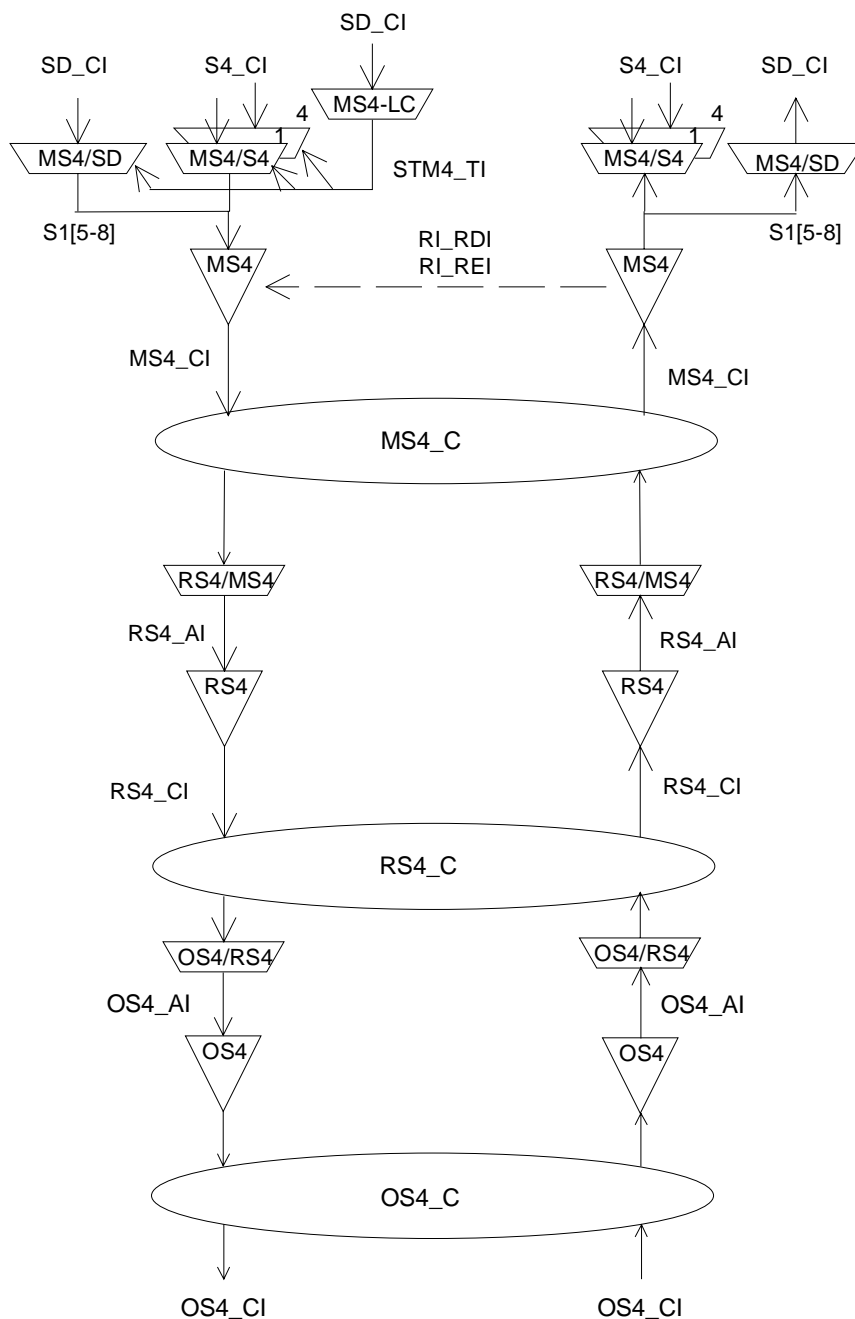 SD_CI
SD_CI S4_CI S4_CI SD_CI
MS4-LC
4 4
1 1
MS4/SD MS4/S4 MS4/S4 MS4/SD
STM4_TI
S1[5-8] S1[5-8]
RI_RDI
MS4 RI_REI MS4
MS4_CI MS4_CI
MS4_C
RS4/MS4 RS4/MS4
RS4_AI RS4_AI
RS4 RS4
RS4_CI RS4_CI
RS4_C
OS4/RS4 OS4/RS4
OS4_AI OS4_AI
OS4 OS4
OS4_C
OS4_CI OS4_CI